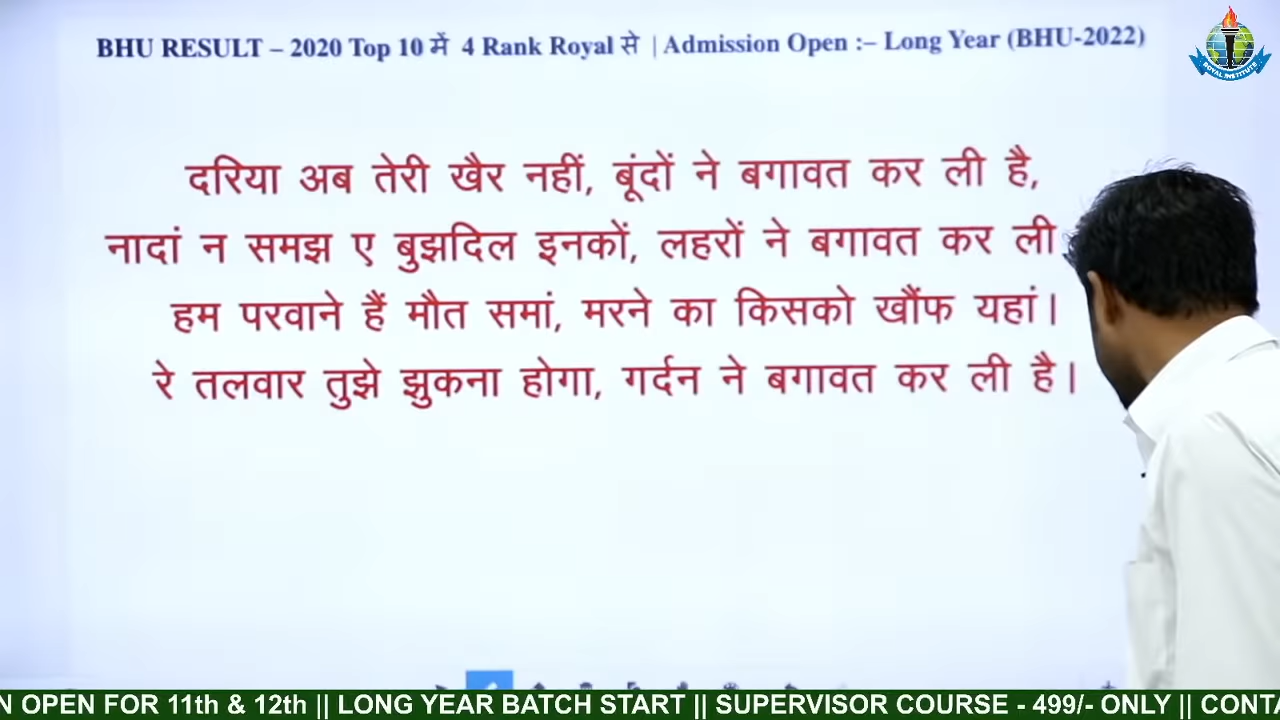 BHU RESULT – 2020 Top 10 में 4 Rank Royal से | Admission Open :– Long Year (BHU-2022)
ROYAL INSTITUTE
दरिया अब तेरी खैर नहीं, बूंदों ने बगावत कर ली है,
नादां न समझ ए बुझदिल इनकों, लहरों ने बगावत कर ली
हम परवाने हैं मौत समां, मरने का किसको खौंफ यहां।
रे तलवार तुझे झुकना होगा, गर्दन ने बगावत कर ली है।
N OPEN FOR 11th & 12th || LONG YEAR BATCH START || SUPERVISOR COURSE - 499/- ONLY || CONTA